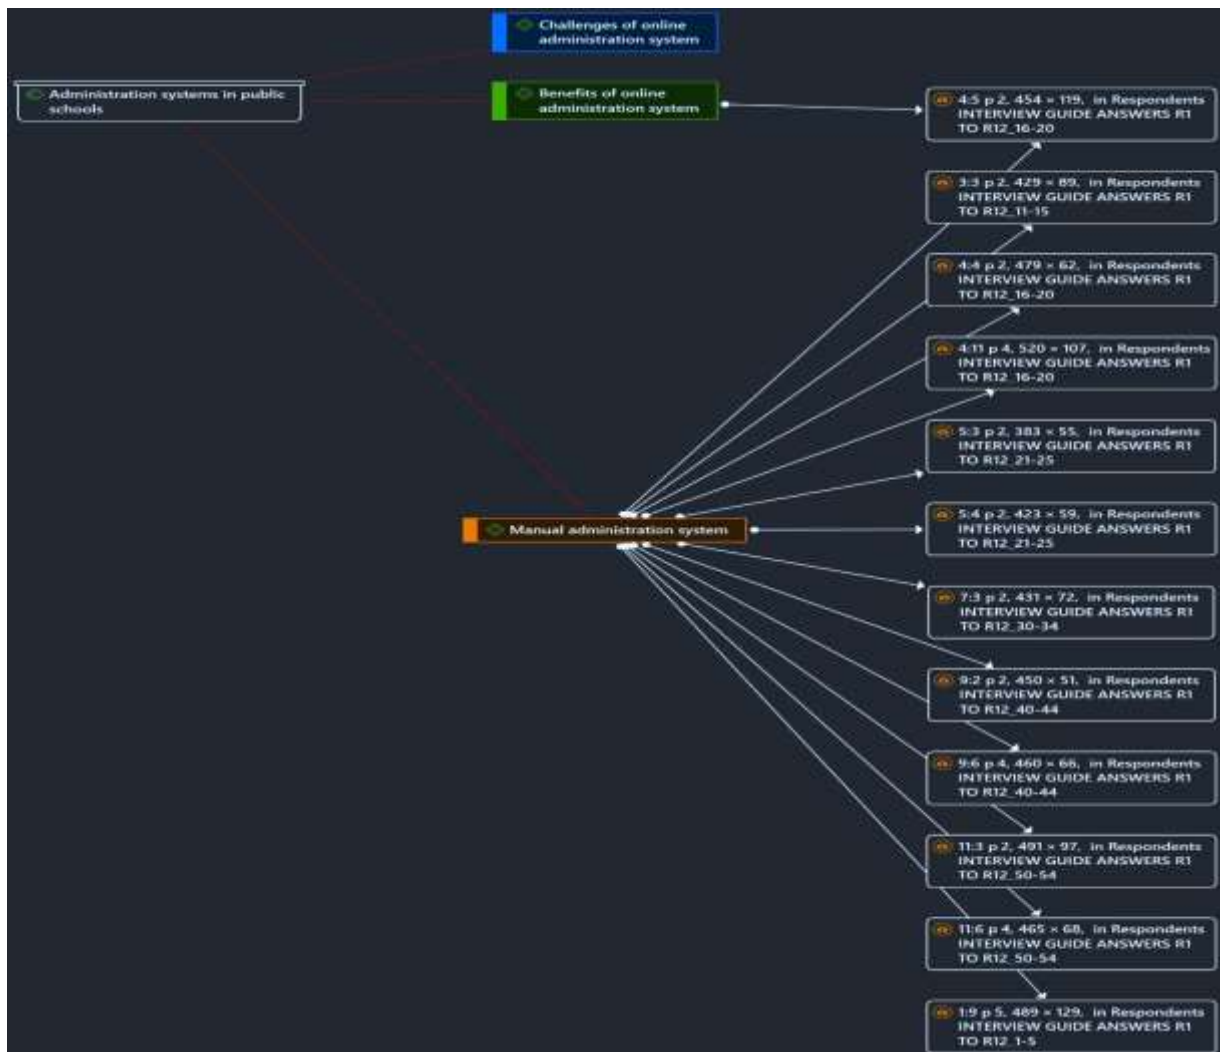 Challenges of online
administration system
Administration systems in public
schools
Benefits of online
administration system
4:5 p 2, 454 × 119, in Respondents
INTERVIEW GUIDE ANSWERS R1
TO R12_16-20
3:3 p 2, 429 × 89, in Respondents
INTERVIEW GUIDE ANSWERS R1
TO R12_11-15
4:4 p 2, 479 × 62, in Respondents
INTERVIEW GUIDE ANSWERS R1
TO R12_16-20
4:11 p 4, 520 × 107, in Respondents
INTERVIEW GUIDE ANSWERS R1
TO R12_16-20
5:3 p 2, 383 × 55, in Respondents
INTERVIEW GUIDE ANSWERS R1
TO R12_21-25
Manual administration system
5:4 p 2, 423 × 59, in Respondents
INTERVIEW GUIDE ANSWERS R1
TO R12_21-25
7:3 p 2, 431 × 72, in Respondents
INTERVIEW GUIDE ANSWERS R1
TO R12_30-34
9:2 p 2, 450 × 51, in Respondents
INTERVIEW GUIDE ANSWERS R1
TO R12_40-44
9:6 p 4, 460 × 66, in Respondents
INTERVIEW GUIDE ANSWERS R1
TO R12_40-44
11:3 p 2, 491 × 97, in Respondents
INTERVIEW GUIDE ANSWERS R1
TO R12_50-54
11:6 p 4, 465 × 68, in Respondents
INTERVIEW GUIDE ANSWERS R1
TO R12_50-54
1:9 p 5, 489 × 129, in Respondents
INTERVIEW GUIDE ANSWERS R1
TO R12_1-5